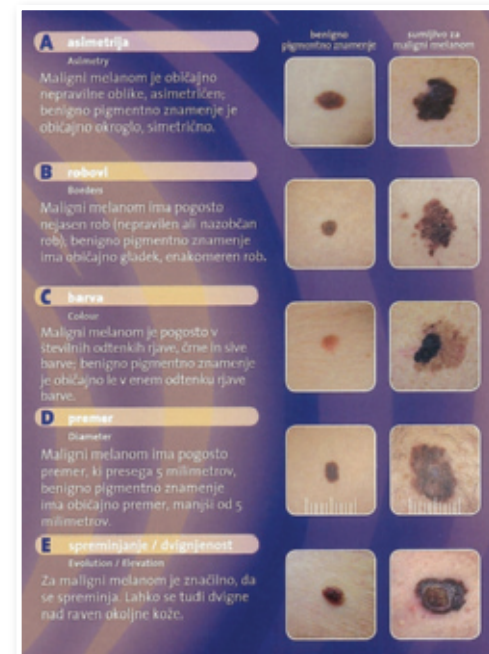 benigno
pigmentno znamenje
sumljivo za
maligni melanom
A asimetrija
Asimetry
Maligni melanom je običajno
nepravilne oblike, asimetričen;
benigno pigmentno znamenje je
običajno okroglo, simetrično.
B robovi
Borders
Maligni melanom ima pogosto
nejasen rob (nepravilen ali nazobčan
rob), benigno pigmentno znamenje
ima običajno gladek, enakomeren rob.
C barva
Colour
Maligni melanom je pogosto v
številnih odtenkih rjave, črne in sive
barve; benigno pigmentno znamenje
je običajno le v enem odtenku rjave
barve.
D premer
Diameter
Maligni melanom ima pogosto
premer, ki presega 5 milimetrov,
benigno pigmentno znamenje
ima običajno premer, manjši od 5
milimetrov.
E spreminjanje / dvignjenost
Evolution / Elevation
Za maligni melanom je značilno, da
se spreminja. Lahko se tudi dvigne
nad raven okoljne kože.